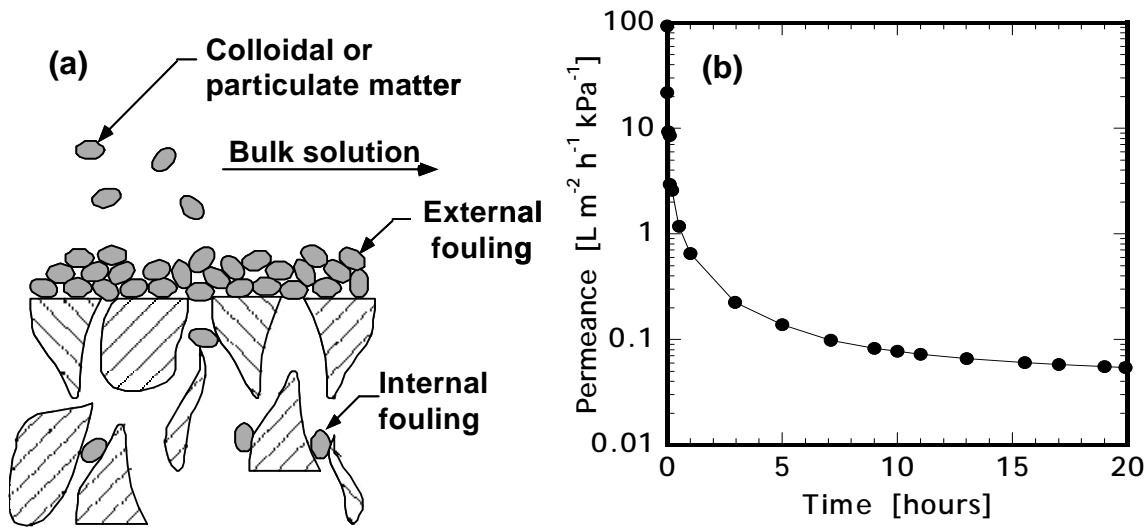 (a)
Colloidal or
particulate matter
Bulk solution
External
fouling
Internal
fouling
(b)
Permeance [L m-2 h-1 kPa-1]
100
10
1
0.1
0.01
0 5 10 15 20
Time [hours]